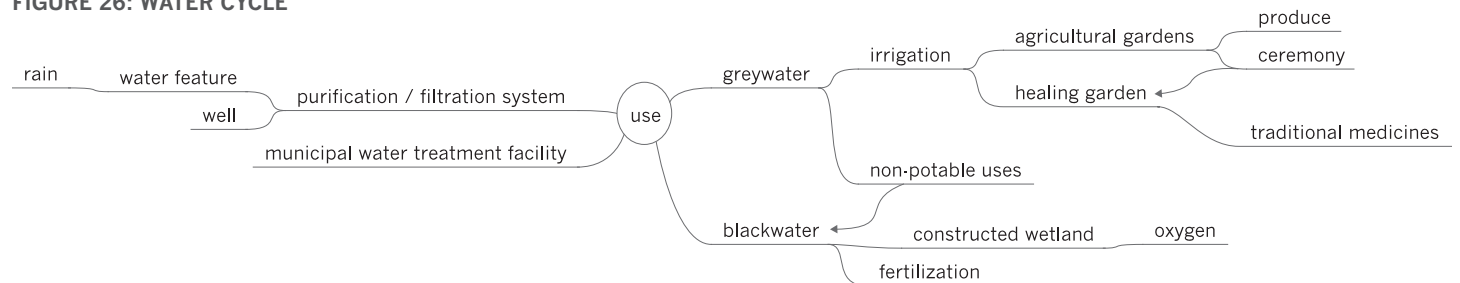 FIGURE 26: WATER CYCLE
rain
water feature
well
purification / filtration system
municipal water treatment facility
use
greywater
irrigation
agricultural gardens
produce
ceremony
healing garden
traditional medicines
non-potable uses
blackwater
constructed wetland
oxygen
fertilization